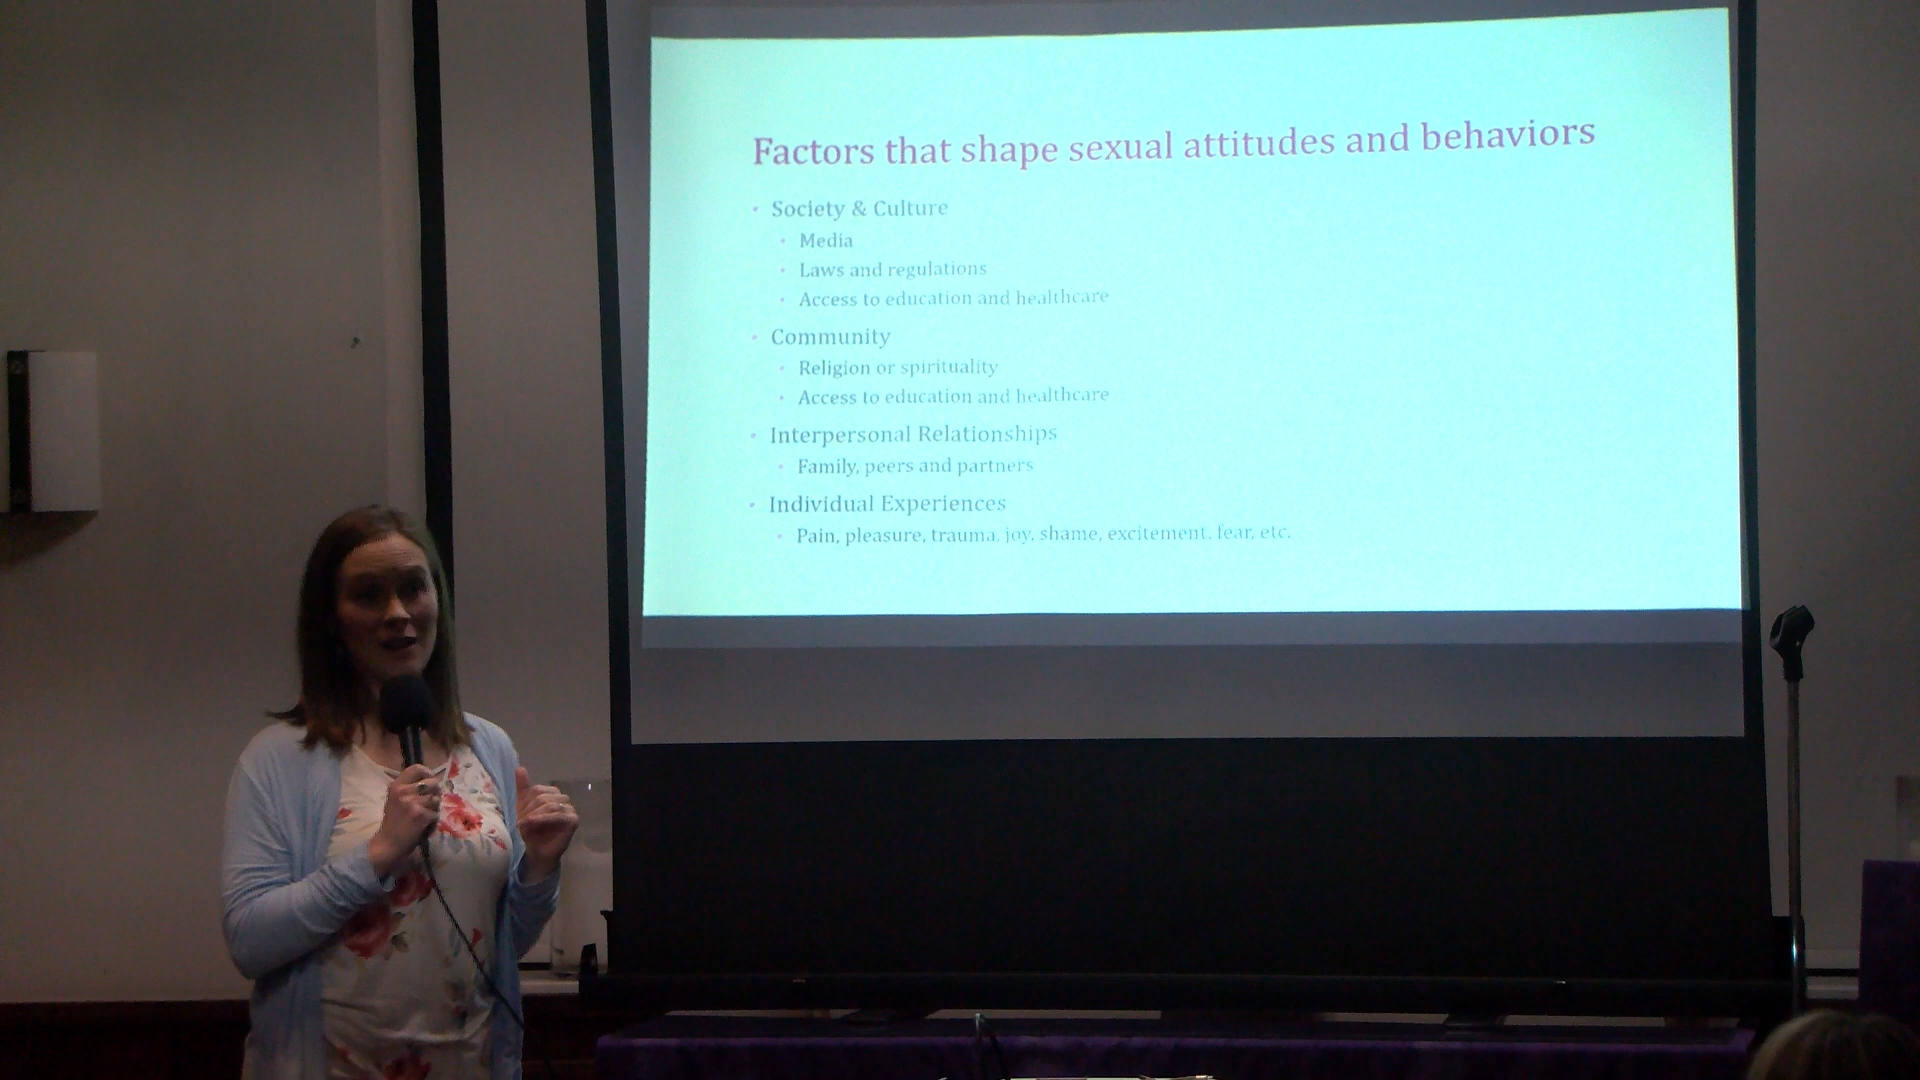 Factors that shape sexual attitudes and behaviors
• Society & Culture
• Media
• Laws and regulations
• Access to education and healthcare
• Community
• Religion or spirituality
• Access to education and healthcare
• Interpersonal Relationships
• Family, peers and partners
• Individual Experiences
• Pain, pleasure, trauma, joy, shame, excitement, fear, etc.